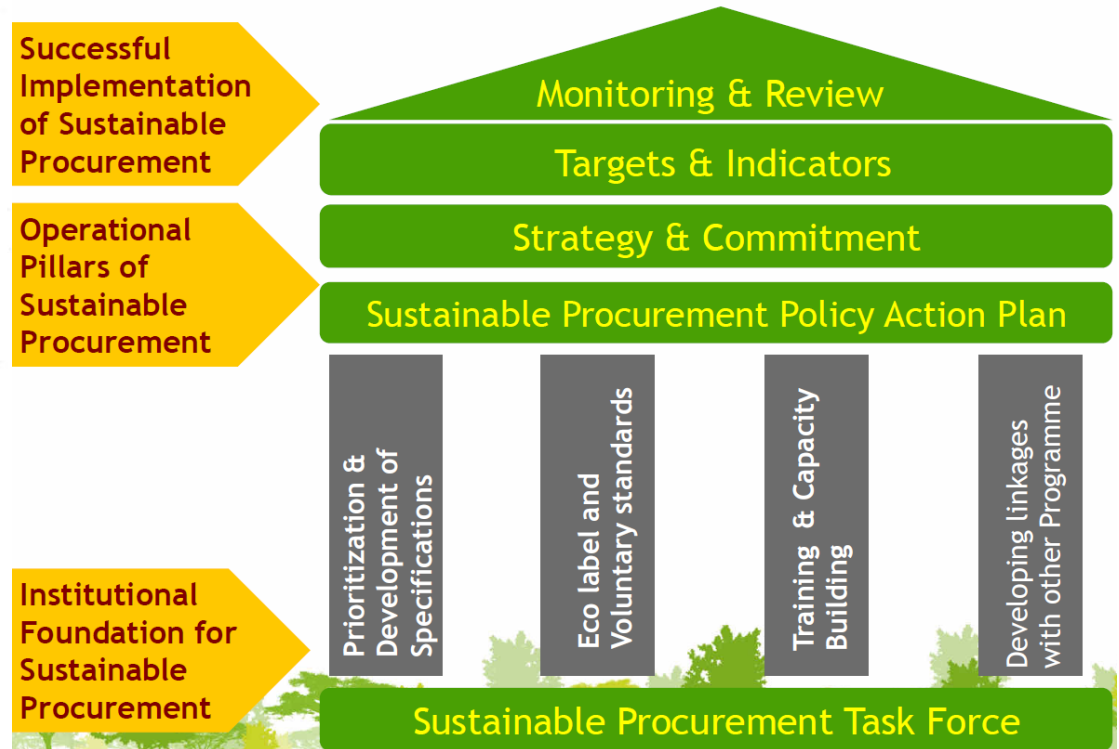 Successful
Implementation
of Sustainable
Procurement
Monitoring & Review
Targets & Indicators
Operational
Pillars of
Sustainable
Procurement
Strategy & Commitment
Sustainable Procurement Policy Action Plan
Prioritization &
Development of
Specifications
Eco label and
Voluntary standards
Training & Capacity
Building
Developing linkages
with other Programme
Institutional
Foundation for
Sustainable
Procurement
Sustainable Procurement Task Force